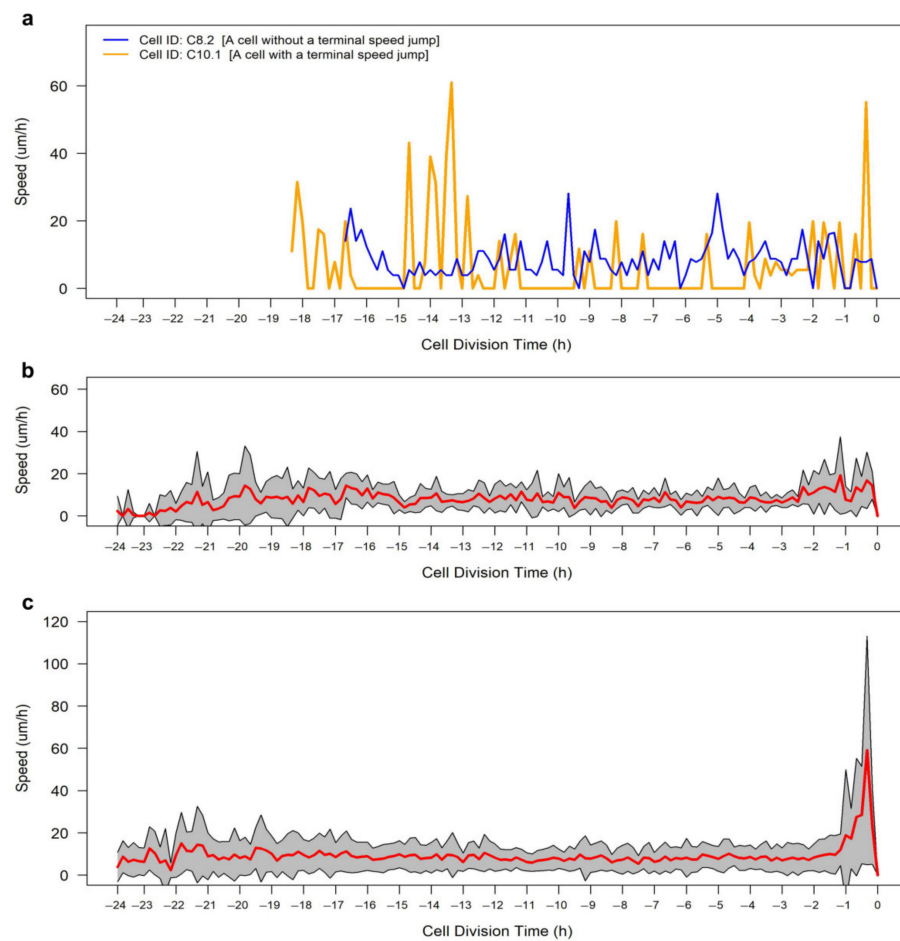 a
Cell ID: C8.2 [A cell without a terminal speed jump]
Cell ID: C10.1 [A cell with a terminal speed jump]
Speed (um/h)
60
40
20
0
−24 −23 −22 −21 −20 −19 −18 −17 −16 −15 −14 −13 −12 −11 −10 −9 −8 −7 −6 −5 −4 −3 −2 −1 0
Cell Division Time (h)
b
Speed (um/h)
60
40
20
0
−24 −23 −22 −21 −20 −19 −18 −17 −16 −15 −14 −13 −12 −11 −10 −9 −8 −7 −6 −5 −4 −3 −2 −1 0
Cell Division Time (h)
c
Speed (um/h)
120
100
80
60
40
20
0
−24 −23 −22 −21 −20 −19 −18 −17 −16 −15 −14 −13 −12 −11 −10 −9 −8 −7 −6 −5 −4 −3 −2 −1 0
Cell Division Time (h)